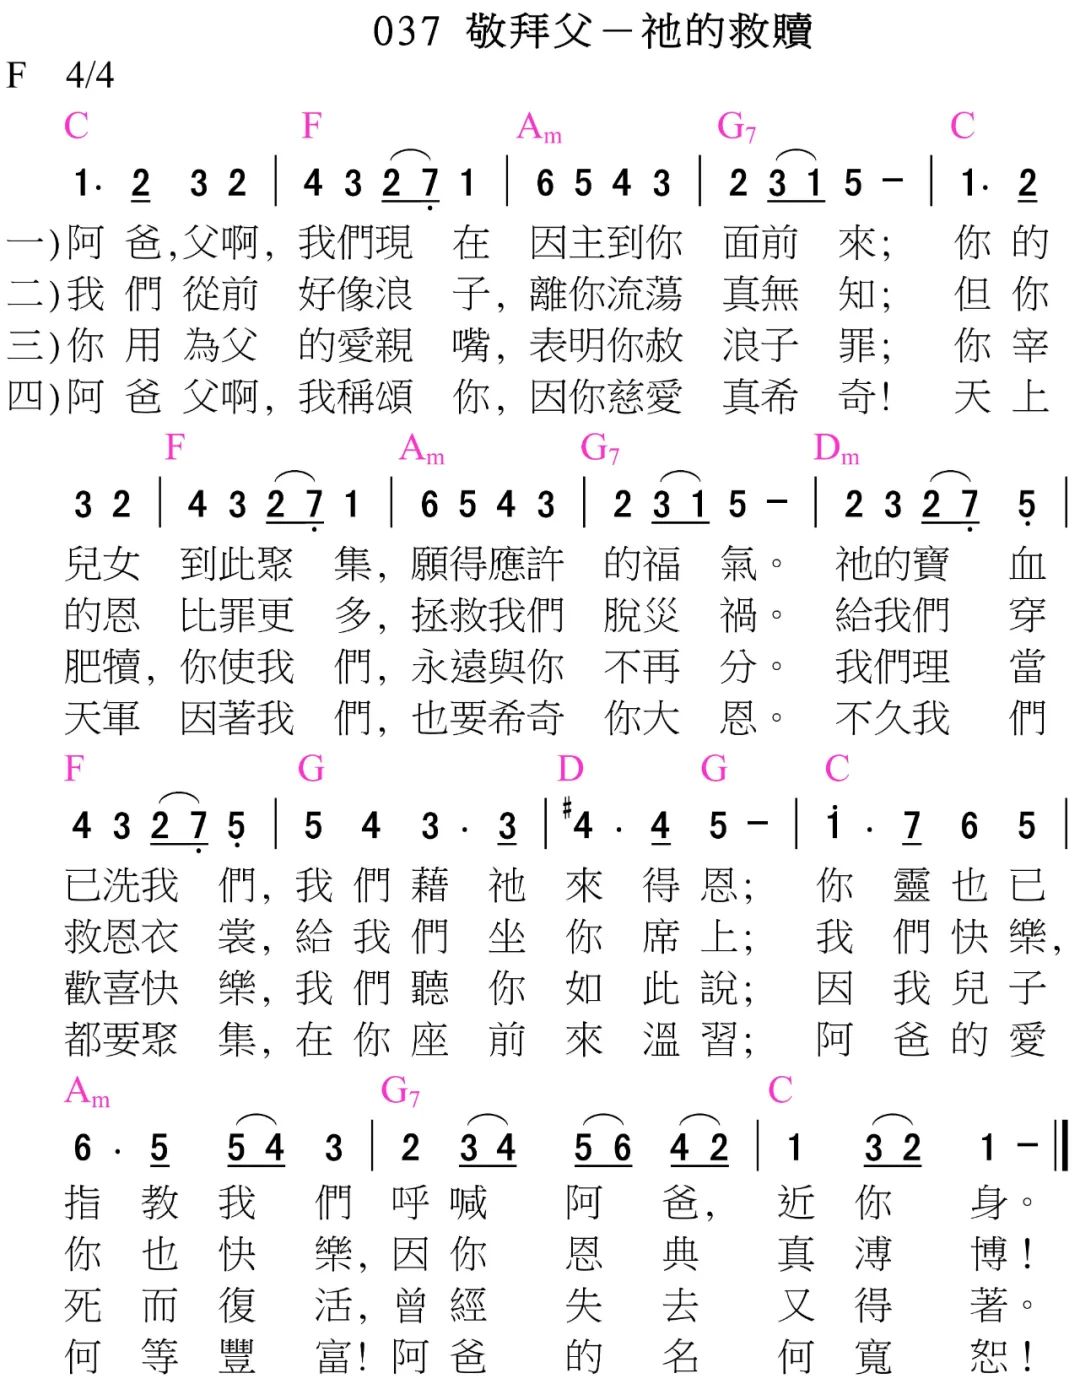 037 敬拜父－祂的救贖
F 4/4
C F Am G7 C
1· 2 3 2 | 4 3 2 7 1 | 6 5 4 3 | 2 3 1 5 － | 1· 2
一)阿 爸,父啊, 我們現 在 因主到你 面前 來; 你的
二)我 們 從前 好像浪 子, 離你流蕩 真無 知; 但你
三)你 用 為父 的愛親 嘴, 表明你赦 浪子 罪; 你宰
四)阿 爸 父啊, 我稱頌 你, 因你慈愛 真希 奇! 天上
F Am G7 Dm
3 2 | 4 3 2 7 1 | 6 5 4 3 | 2 3 1 5 － | 2 3 2 7 5 |
兒女 到此聚 集, 願得應許 的福 氣。 祂的寶 血
的恩 比罪更 多, 拯救我們 脫災 禍。 給我們 穿
肥犢, 你使我 們, 永遠與你 不再 分。 我們理 當
天軍 因著我 們, 也要希奇 你大 恩。 不久我 們
F G D G C
4 3 2 7 5 | 5 4 3 · 3 | #4 · 4 5 － | i · 7 6 5 |
已洗我 們, 我 們 藉 祂 來 得 恩; 你 靈 也 已
救恩衣 裳, 給 我 們 坐 你 席 上; 我 們 快 樂,
歡喜快 樂, 我 們 聽 你 如 此 說; 因 我 兒 子
都要聚 集, 在 你 座 前 來 溫 習; 阿 爸 的 愛
Am G7 C
6 · 5 5 4 3 | 2 3 4 5 6 4 2 | 1 3 2 1 － ‖
指 教 我 們 呼 喊 阿 爸, 近 你 身。
你 也 快 樂, 因 你 恩 典 真 溥 博!
死 而 復 活, 曾 經 失 去 又 得 著。
何 等 豐 富! 阿 爸 的 名 何 寬 恕!